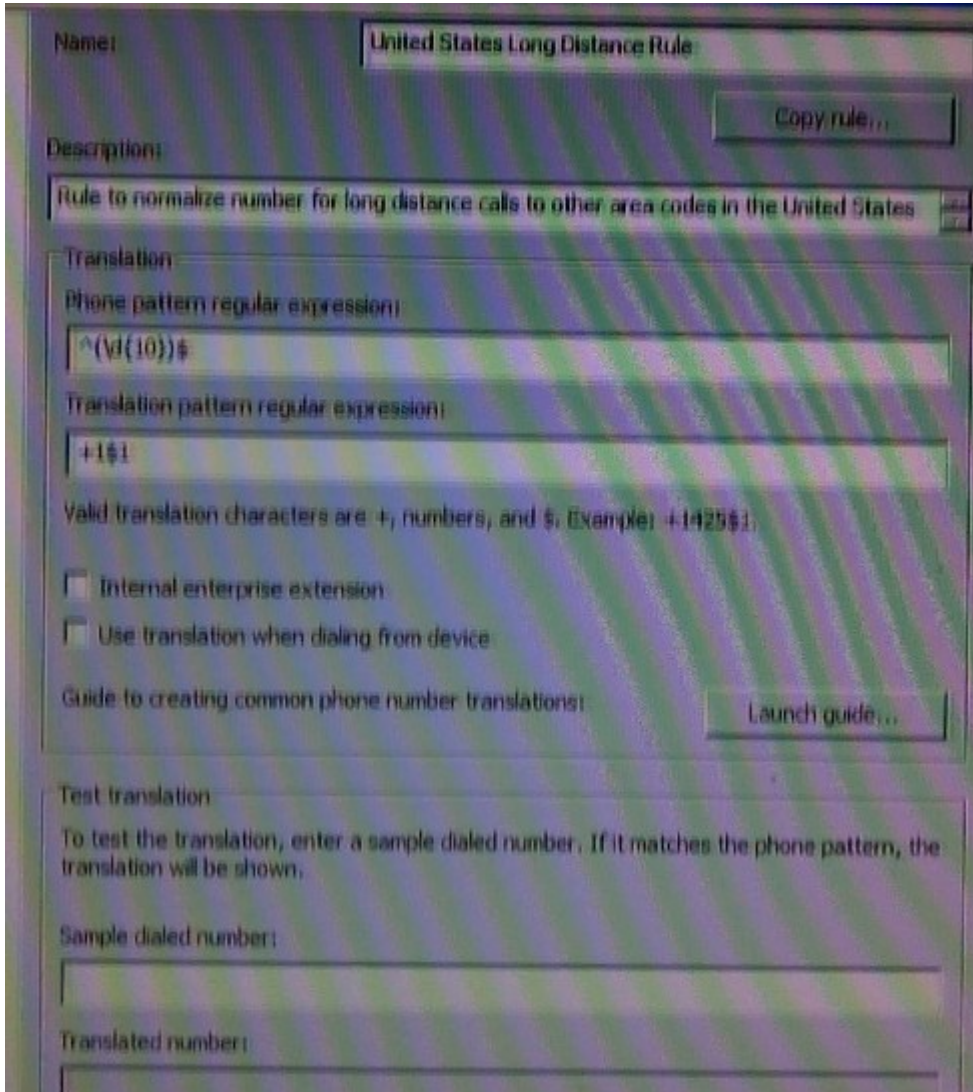 Name:
United States Long Distance Rule
Copy rule...
Description:
Rule to normalize number for long distance calls to other area codes in the United States
Translation
Phone pattern regular expression:
^(\d{10})$
Translation pattern regular expression:
+1$1
Valid translation characters are +, numbers, and $. Example: +1425$1.
Internal enterprise extension
Use translation when dialing from device
Guide to creating common phone number translations:
Launch guide...
Test translation
To test the translation, enter a sample dialed number. If it matches the phone pattern, the
translation will be shown.
Sample dialed number:
Translated number: